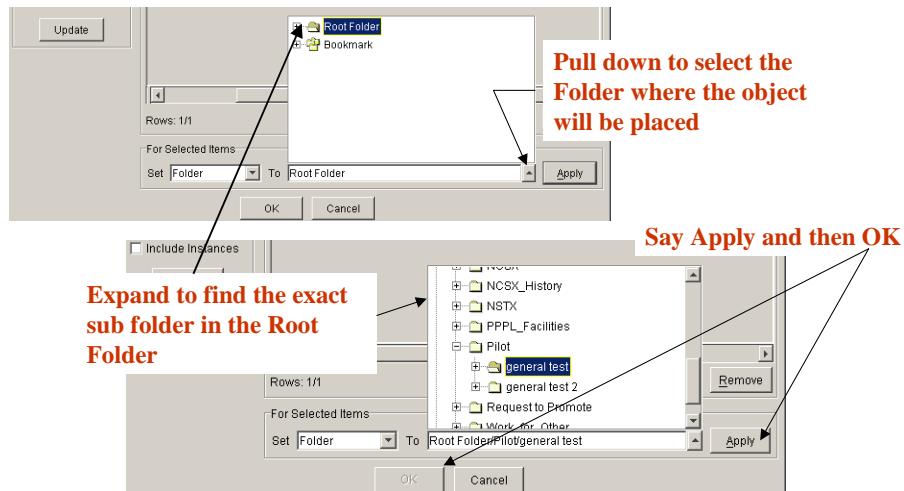 Update
Root Folder
Bookmark
Pull down to select the
Folder where the object
will be placed
Rows: 1/1
For Selected Items
Set Folder To Root Folder Apply
OK Cancel
Say Apply and then OK
Include Instances
Expand to find the exact
sub folder in the Root
Folder
NCSX
NCSX_History
NSTX
PPPL_Facilities
Pilot
general test
general test 2
Request to Promote
Work_for_Other
Rows: 1/1
Remove
For Selected Items
Set Folder To Root Folder/Pilot/general test Apply
OK Cancel